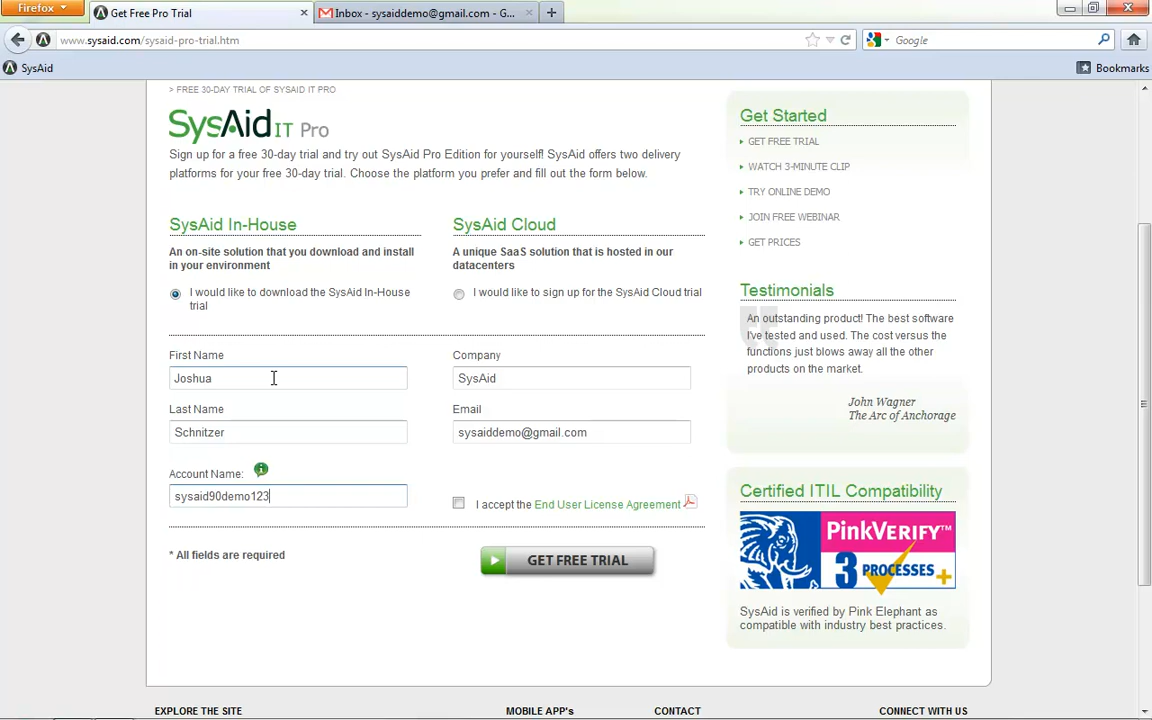 Firefox
Get Free Pro Trial
Inbox - sysaiddemo@gmail.com - G...
www.sysaid.com/sysaid-pro-trial.htm
Google
SysAid
Bookmarks
> FREE 30-DAY TRIAL OF SYSAID IT PRO
SysAid IT Pro
Sign up for a free 30-day trial and try out SysAid Pro Edition for yourself! SysAid offers two delivery
platforms for your free 30-day trial. Choose the platform you prefer and fill out the form below.
SysAid In-House
An on-site solution that you download and install
in your environment
I would like to download the SysAid In-House
trial
SysAid Cloud
A unique SaaS solution that is hosted in our
datacenters
I would like to sign up for the SysAid Cloud trial
First Name
Joshua
Company
SysAid
Last Name
Schnitzer
Email
sysaiddemo@gmail.com
Account Name:
sysaid90demo123
I accept the End User License Agreement
* All fields are required
GET FREE TRIAL
Get Started
GET FREE TRIAL
WATCH 3-MINUTE CLIP
TRY ONLINE DEMO
JOIN FREE WEBINAR
GET PRICES
Testimonials
An outstanding product! The best software
I've tested and used. The cost versus the
functions just blows away all the other
products on the market.
John Wagner
The Arc of Anchorage
Certified ITIL Compatibility
PinkVERIFY™
3 PROCESSES+
SysAid is verified by Pink Elephant as
compatible with industry best practices.
EXPLORE THE SITE
MOBILE APP's
CONTACT
CONNECT WITH US